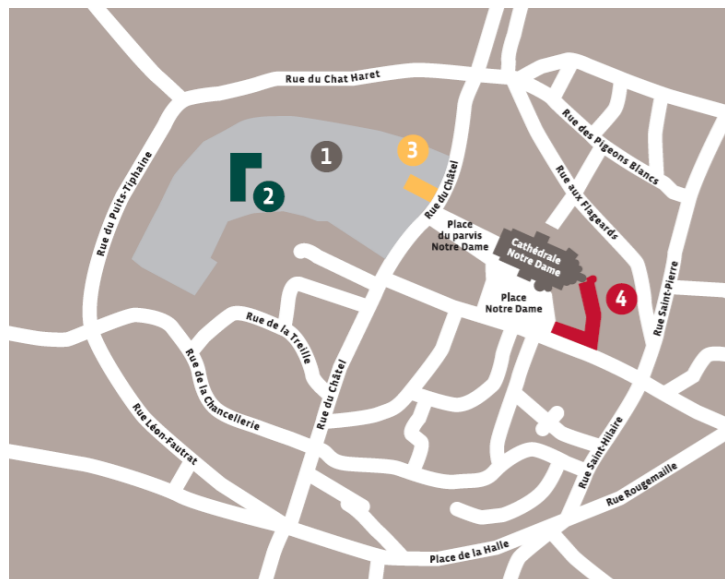 Rue du Chat Haret
1
3
2
Rue des Pigeons Blancs
Rue du Puits-Tiphaine
Rue du Châtel
Rue aux Flageards
Place
du parvis
Notre Dame
Cathédrale
Notre Dame
Place
Notre Dame
4
Rue Saint-Pierre
Rue de la Treille
Rue du Châtel
Rue de la Chancellerie
Rue Léon-Fautrat
Rue Saint-Hilaire
Rue Rougemaille
Place de la Halle